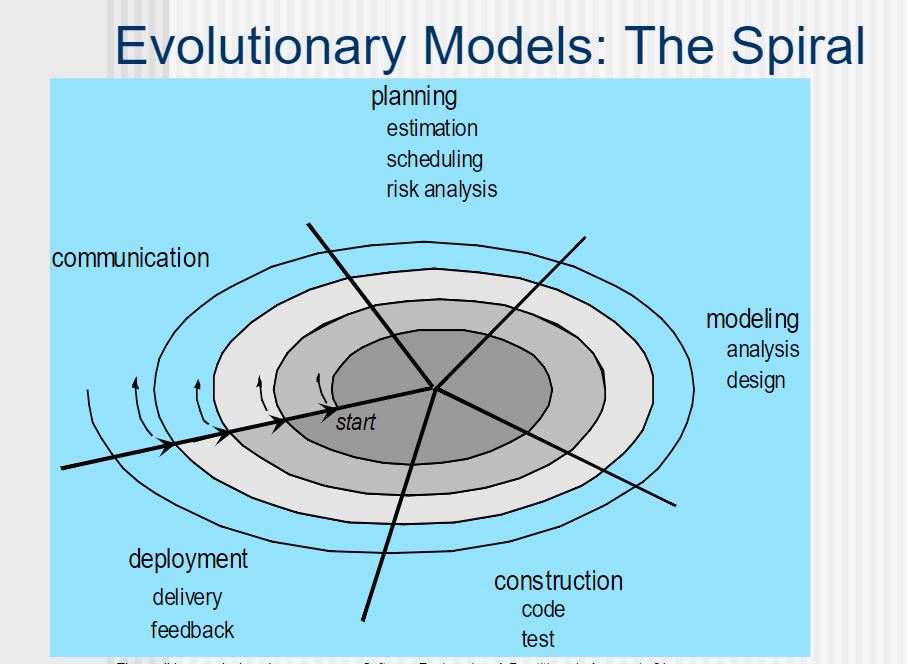 Evolutionary Models: The Spiral
planning
estimation
scheduling
risk analysis
communication
modeling
analysis
design
start
deployment
delivery
feedback
construction
code
test